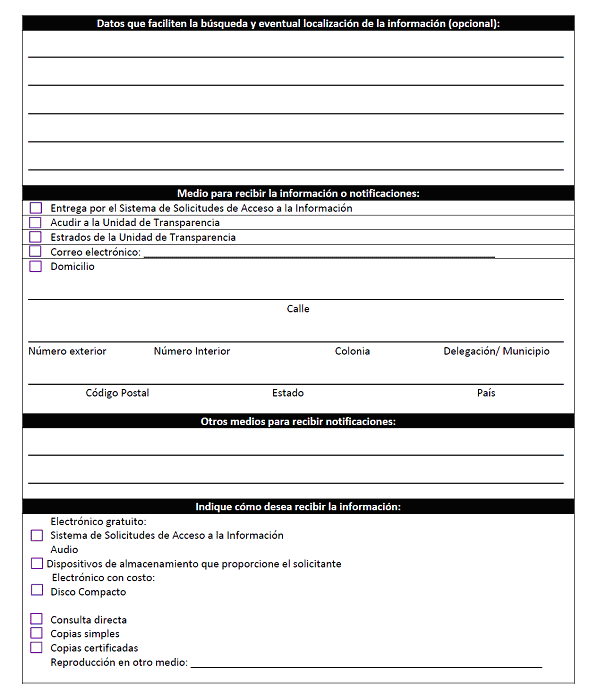 Datos que faciliten la búsqueda y eventual localización de la información (opcional):
Medio para recibir la información o notificaciones:
Entrega por el Sistema de Solicitudes de Acceso a la Información
Acudir a la Unidad de Transparencia
Estrados de la Unidad de Transparencia
Correo electrónico:
Domicilio
Calle
Número exterior Número Interior Colonia Delegación/ Municipio
Código Postal Estado País
Otros medios para recibir notificaciones:
Indique cómo desea recibir la información:
Electrónico gratuito:
Sistema de Solicitudes de Acceso a la Información
Audio
Dispositivos de almacenamiento que proporcione el solicitante
Electrónico con costo:
Disco Compacto
Consulta directa
Copias simples
Copias certificadas
Reproducción en otro medio: